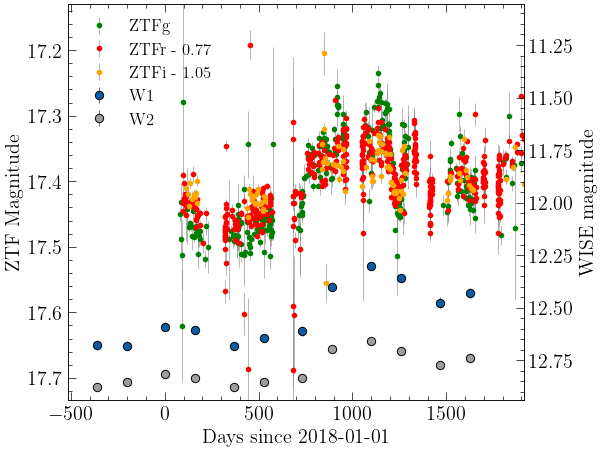 ZTFg
ZTFr - 0.77
ZTFi - 1.05
W1
W2
17.2
17.3
17.4
17.5
17.6
17.7
ZTF Magnitude
11.25
11.50
11.75
12.00
12.25
12.50
12.75
WISE magnitude
−500 0 500 1000 1500
Days since 2018-01-01